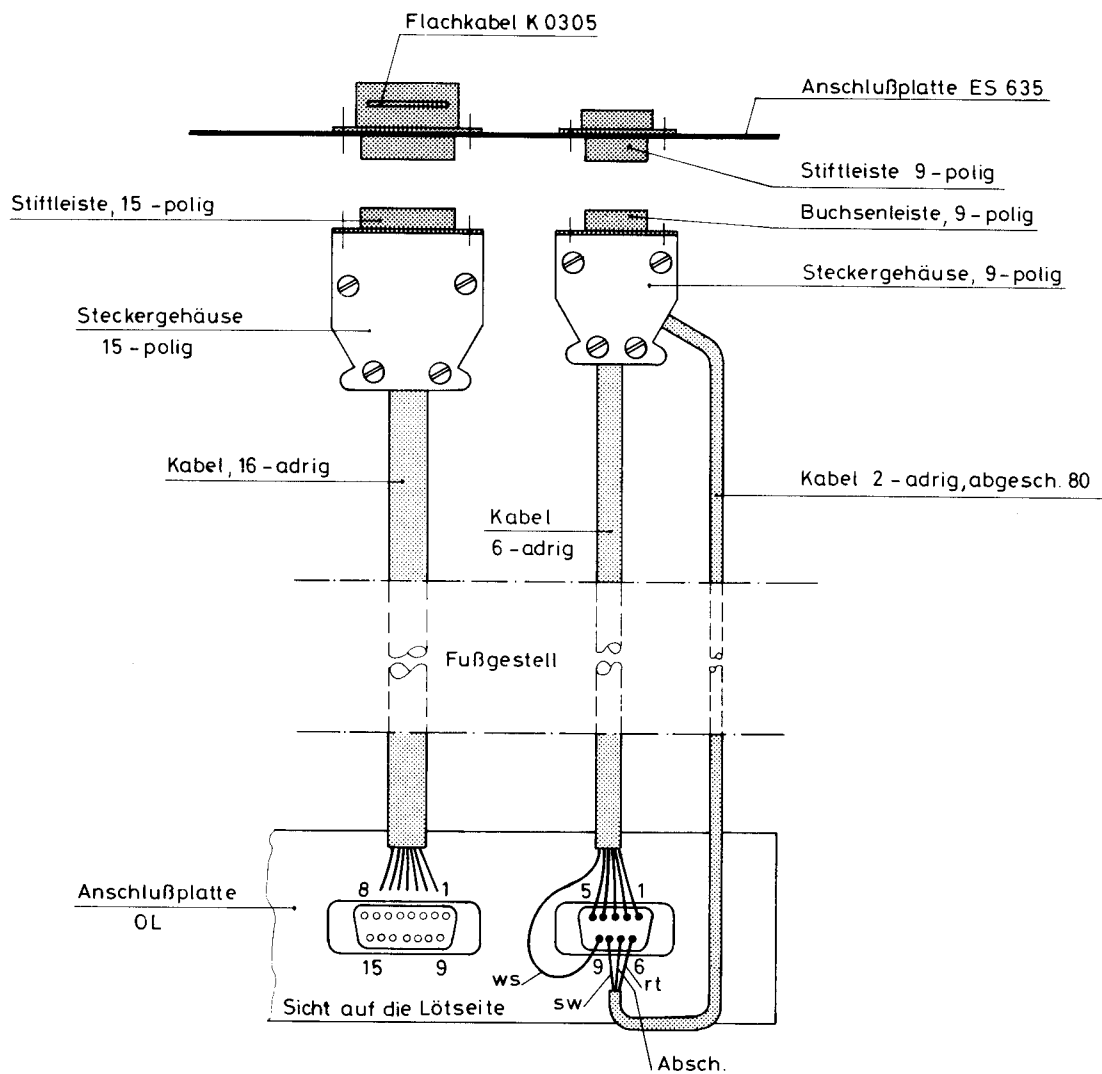 Flachkabel K 0305
Anschlußplatte ES 635
Stiftleiste 9-polig
Stiftleiste, 15-polig
Buchsenleiste, 9-polig
Steckergehäuse, 9-polig
Steckergehäuse
15-polig
Kabel, 16-adrig
Kabel 2-adrig, abgesch. 80
Kabel
6-adrig
Fußgestell
Anschlußplatte
OL
8 1
5 1
15 9
9 6
ws
sw
rt
Sicht auf die Lötseite
Absch.